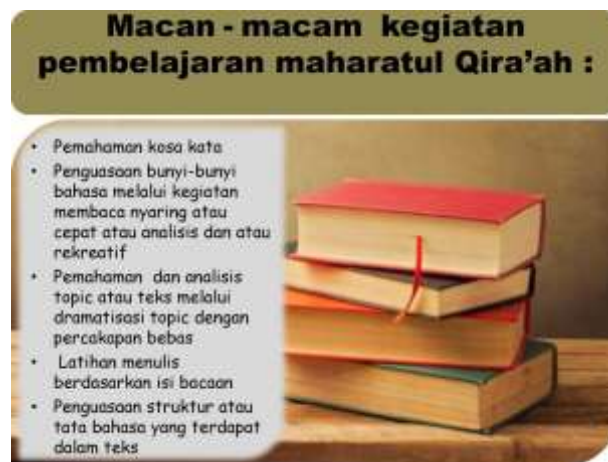 Macan - macam kegiatan
pembelajaran maharatul Qira'ah :
• Pemahaman kosa kata
• Penguasaan bunyi-bunyi
bahasa melalui kegiatan
membaca nyaring atau
cepat atau analisis dan atau
rekreatif
• Pemahaman dan analisis
topic atau teks melalui
dramatisasi topic dengan
percakapan bebas
• Latihan menulis
berdasarkan isi bacaan
• Penguasaan struktur atau
tata bahasa yang terdapat
dalam teks